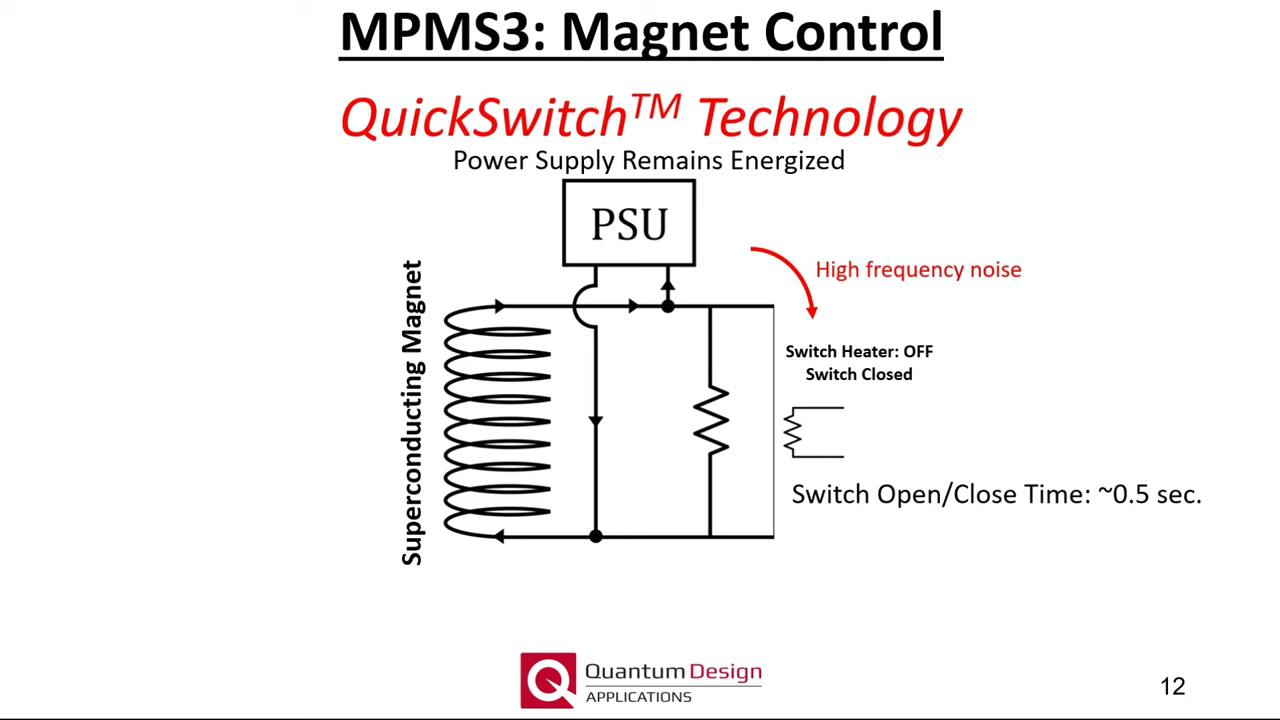 MPMS3: Magnet Control
QuickSwitch™ Technology
Power Supply Remains Energized
PSU
High frequency noise
Superconducting Magnet
Switch Heater: OFF
Switch Closed
Switch Open/Close Time: ~0.5 sec.
Quantum Design
APPLICATIONS
12